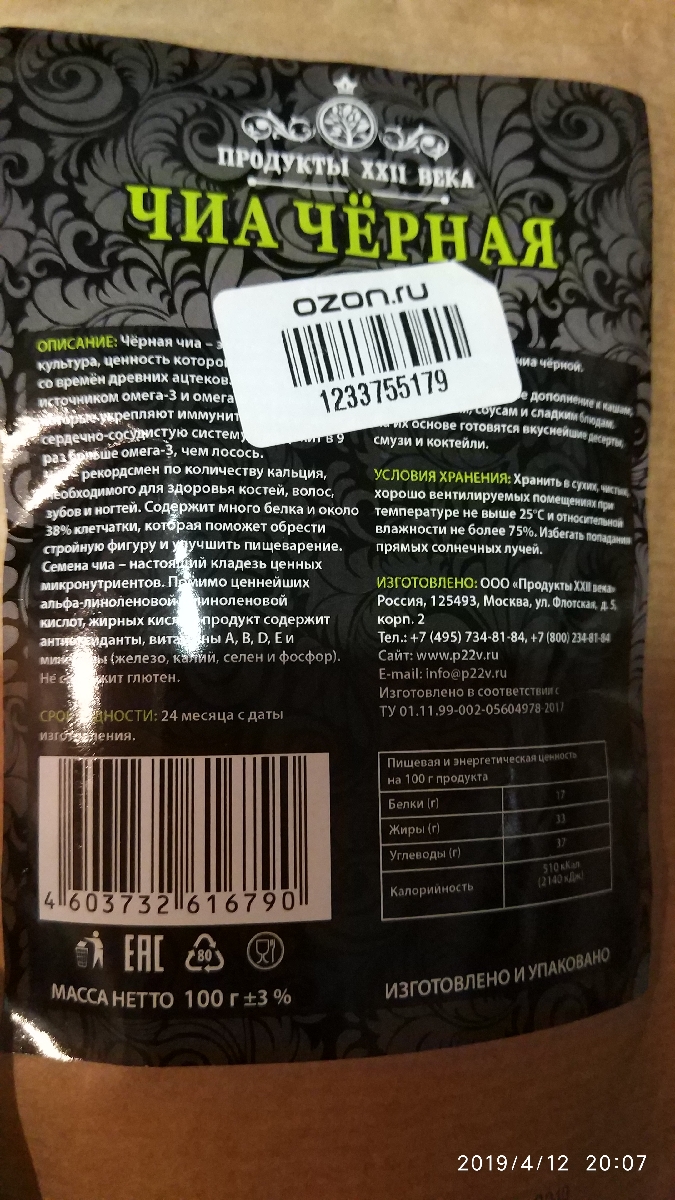 ПРОДУКТЫ XXII ВЕКА
ЧИА ЧЁРНАЯ
ozon.ru
1233755179
ОПИСАНИЕ: Чёрная чиа –
культура, ценность
со времён древних ацтеков.
источником омега-3 и омега
укрепляют
сердечно-сосудистую систему в 9
раз больше омега-3, чем лосось.
рекордсмен по количеству кальция,
необходимого для здоровья костей, волос,
зубов и ногтей. Содержит много белка и около
38% клетчатки, которая поможет обрести
стройную фигуру и улучшить пищеварение.
Семена чиа – настоящий кладезь ценных
микронутриентов. Помимо ценнейших
альфа-линоленовой линоленовой
кислот, жирных продукт содержит
антиоксиданты, витамины A, B, D, E и
(железо, калий, селен и фосфор).
глютен.
24 месяца с даты
чиа чёрной.
дополнение к кашам,
соусам и сладким блюдам.
их основе готовятся вкуснейшие десерты,
смузи и коктейли.
УСЛОВИЯ ХРАНЕНИЯ: Хранить в сухих, чистых,
хорошо вентилируемых помещениях при
температуре не выше 25°С и относительной
влажности не более 75%. Избегать попадания
прямых солнечных лучей.
ИЗГОТОВЛЕНО: ООО «Продукты XXII века»
Россия, 125493, Москва, ул. Флотская, д. 5,
корп. 2
Тел.: +7 (495) 734-81-84, +7 (800) 234-81-84
Сайт: www.p22v.ru
E-mail: info@p22v.ru
Изготовлено в соответствии с
ТУ 01.11.99-002-05604978-2017
Пищевая и энергетическая ценность
на 100 г продукта
Белки (г) 17
Жиры (г) 33
Углеводы (г) 37
Калорийность 510 кКал
(2140 кДж)
4 603732 616790
EAC
80
МАССА НЕТТО 100 г ±3 %
ИЗГОТОВЛЕНО И УПАКОВАНО
2019/4/12 20:07